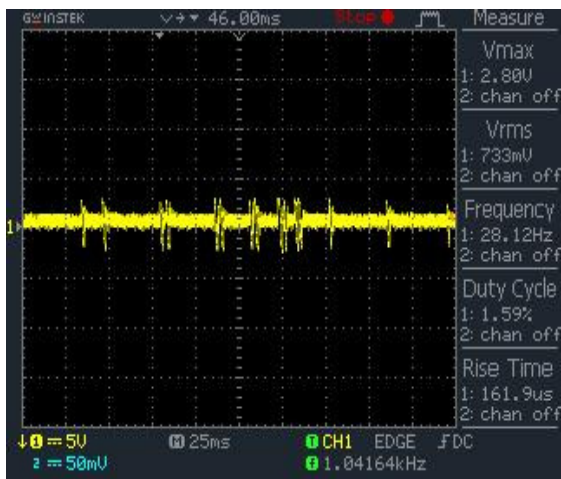 GWINSTEK 46.00ms Stop Measure
Vmax
1: 2.80V
2: chan off
Vrms
1: 733mV
2: chan off
Frequency
1: 28.12Hz
2: chan off
Duty Cycle
1: 1.59%
2: chan off
Rise Time
1: 161.9us
2: chan off
1
1 5V M 25ms T CH1 EDGE DC
2 50mV f 1.04164kHz